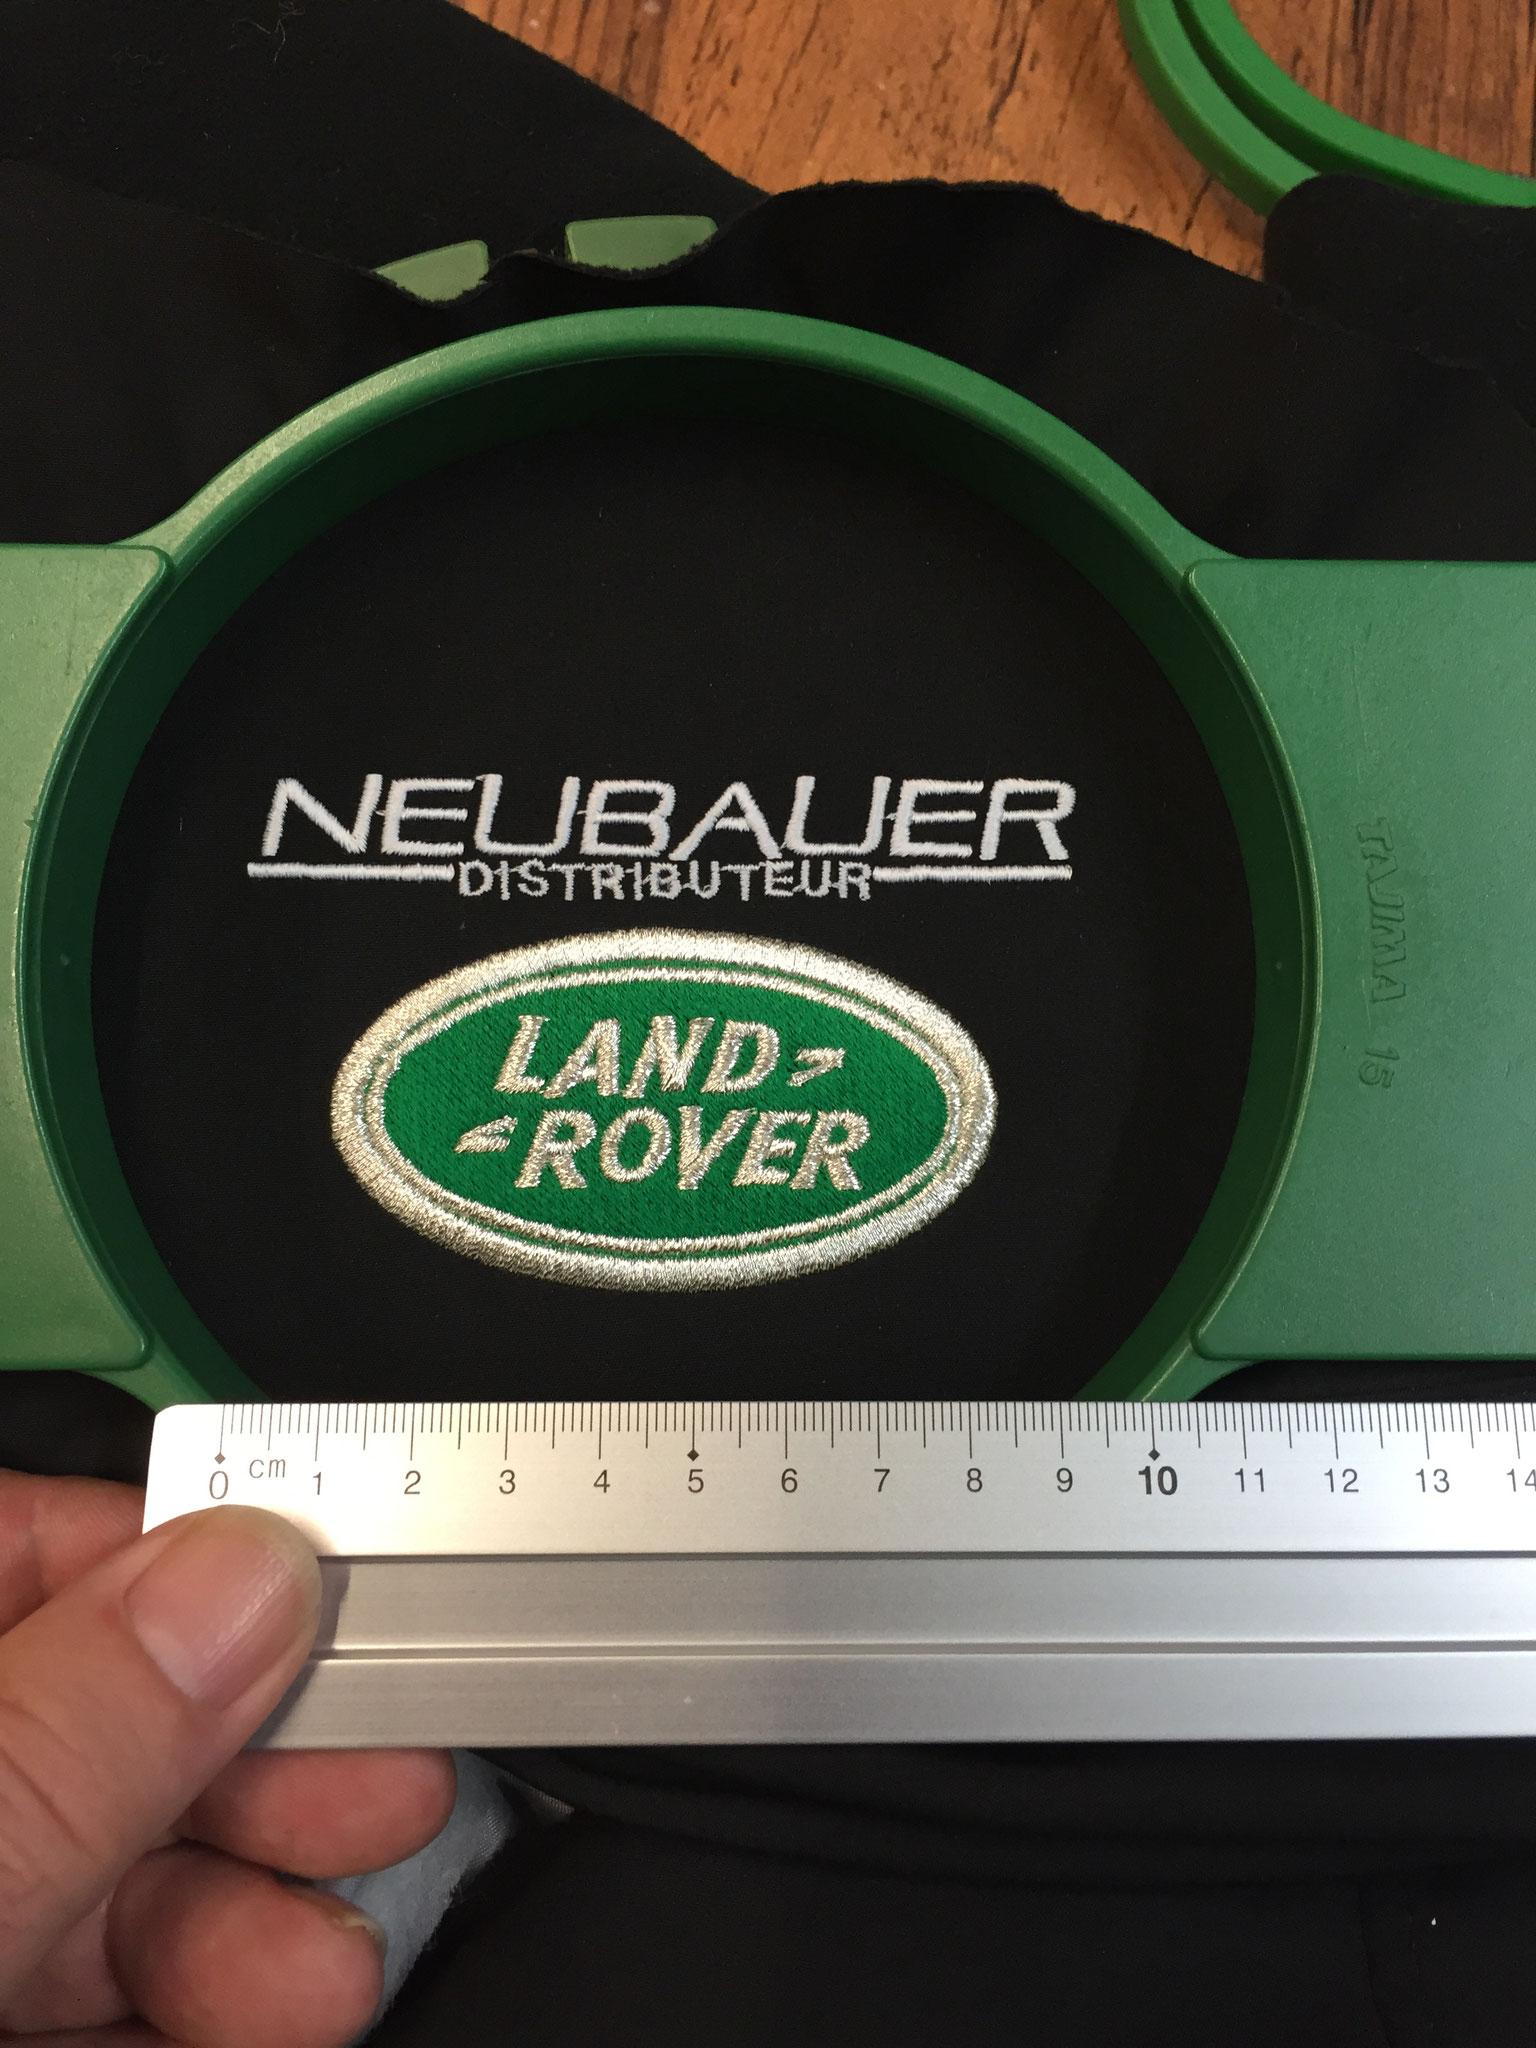 NEUBAUER
DISTRIBUTEUR
LAND
ROVER
TAJIMA 15
0 cm 1 2 3 4 5 6 7 8 9 10 11 12 13 14